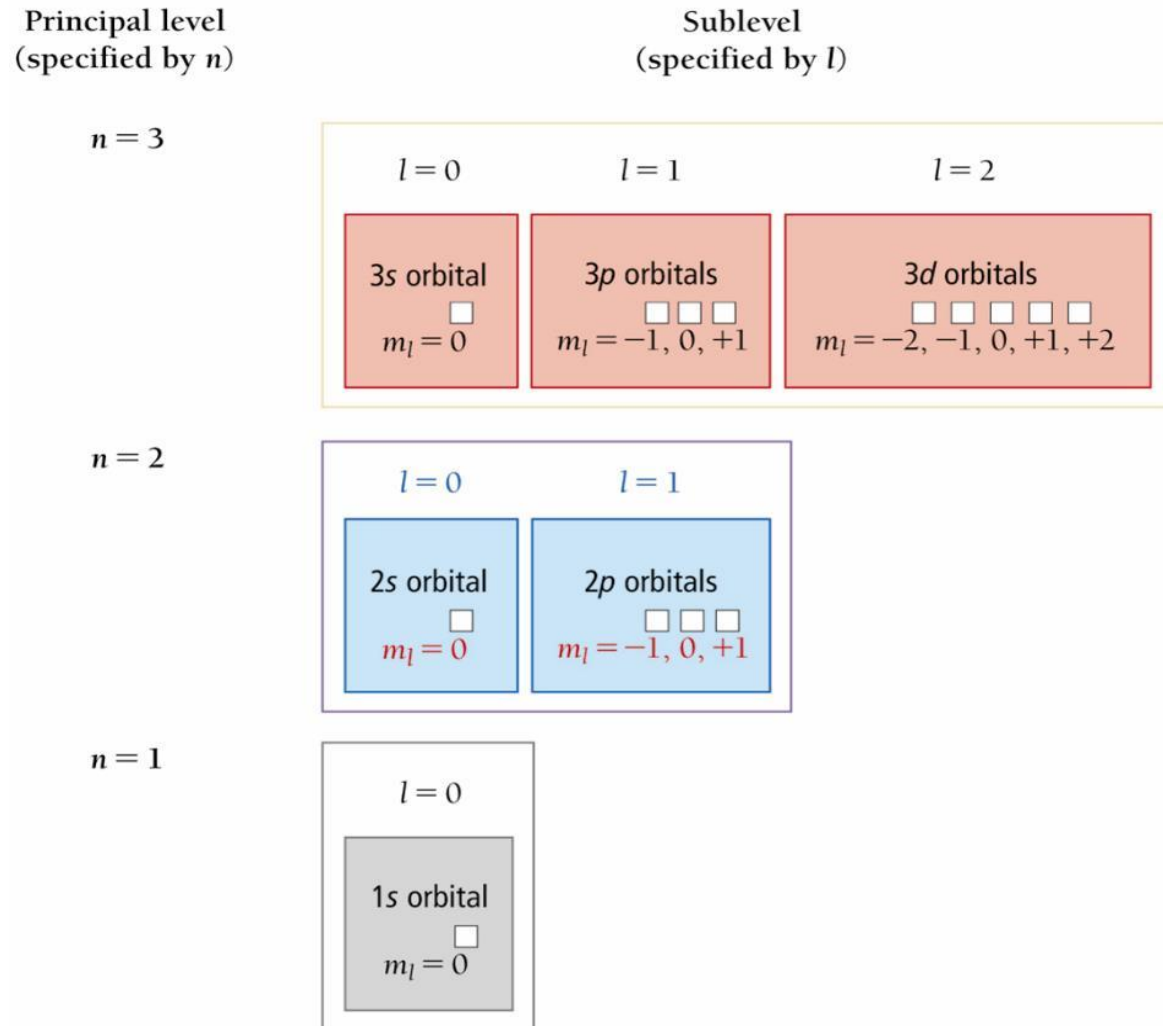 Principal level
(specified by n)
Sublevel
(specified by l)
n = 3
l = 0
l = 1
l = 2
3s orbital
m_l = 0
3p orbitals
m_l = −1, 0, +1
3d orbitals
m_l = −2, −1, 0, +1, +2
n = 2
l = 0
l = 1
2s orbital
m_l = 0
2p orbitals
m_l = −1, 0, +1
n = 1
l = 0
1s orbital
m_l = 0